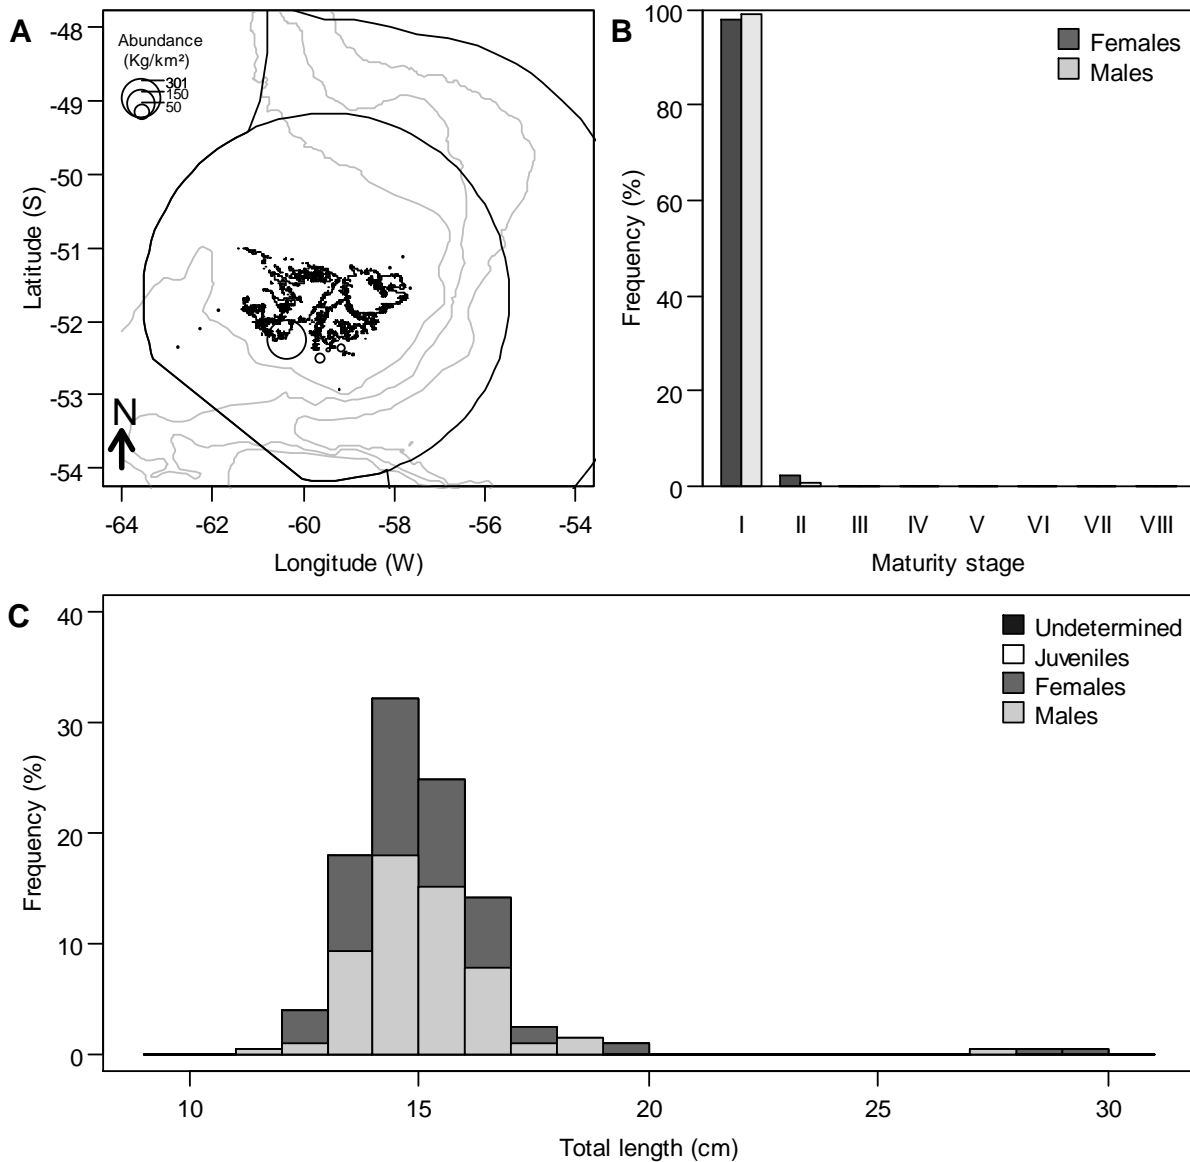 A
Abundance
(Kg/km²)
301
150
50
-48
-49
-50
-51
-52
-53
-54
Latitude (S)
N
-64
-62
-60
-58
-56
-54
Longitude (W)
B
100
80
60
40
20
0
Frequency (%)
Females
Males
I
II
III
IV
V
VI
VII
VIII
Maturity stage
C
40
30
20
10
0
Frequency (%)
Undetermined
Juveniles
Females
Males
10
15
20
25
30
Total length (cm)